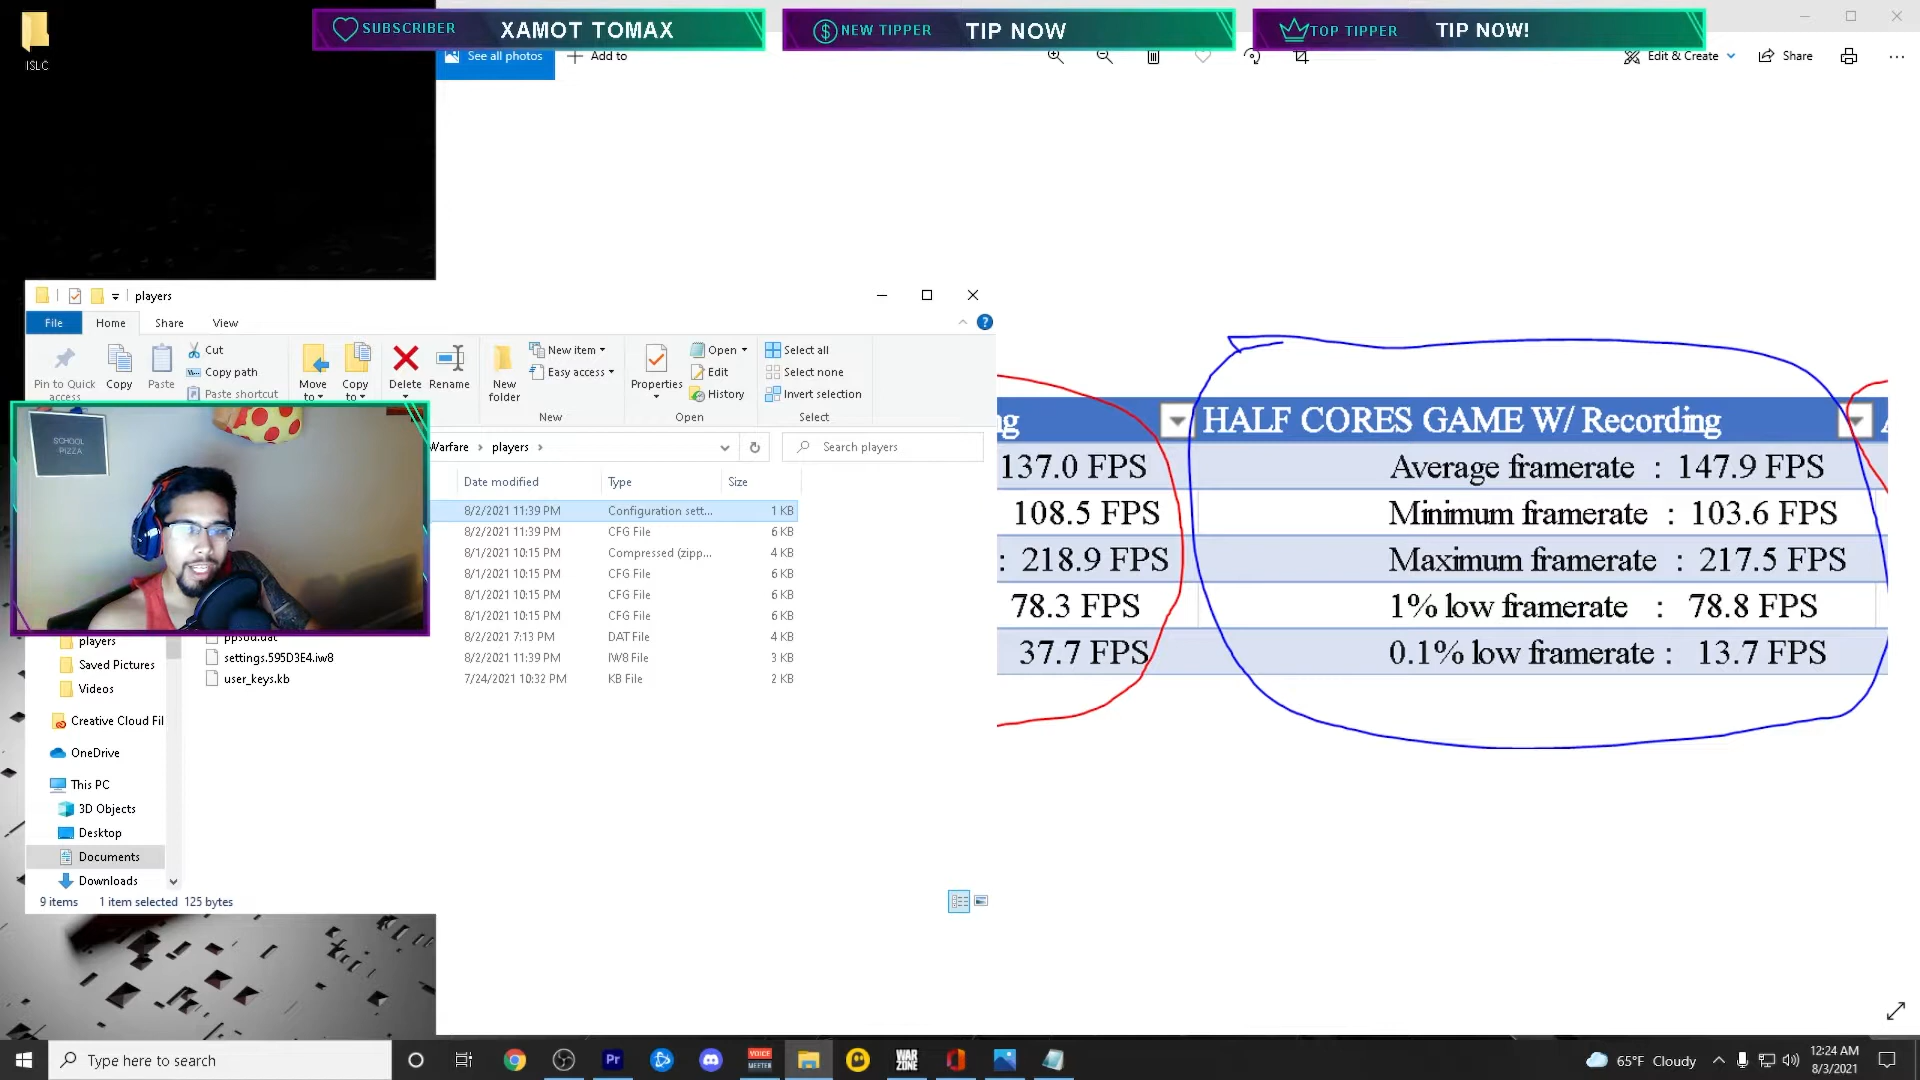 SUBSCRIBER XAMOT TOMAX
NEW TIPPER TIP NOW
TOP TIPPER TIP NOW!
ISLC
See all photos
Add to
Edit & Create
Share
players
File Home Share View
Pin to Quick access
Copy
Paste
Cut
Copy path
Paste shortcut
Move to
Copy to
Delete
Rename
New folder
New item
Easy access
New
Properties
Open
Edit
History
Open
Select all
Select none
Invert selection
Select
Warfare > players >
Search players
Date modified Type Size
8/2/2021 11:39 PM Configuration sett... 1 KB
8/2/2021 11:39 PM CFG File 6 KB
8/1/2021 10:15 PM Compressed (zipp... 4 KB
8/1/2021 10:15 PM CFG File 6 KB
8/1/2021 10:15 PM CFG File 6 KB
8/1/2021 10:15 PM CFG File 6 KB
8/2/2021 7:13 PM DAT File 4 KB
settings.595D3E4.iw8 8/2/2021 11:39 PM IW8 File 3 KB
user_keys.kb 7/24/2021 10:32 PM KB File 2 KB
SCHOOL
PIZZA
players
Saved Pictures
Videos
Creative Cloud Fil
OneDrive
This PC
3D Objects
Desktop
Documents
Downloads
9 items 1 item selected 125 bytes
g HALF CORES GAME W/ Recording
137.0 FPS Average framerate : 147.9 FPS
108.5 FPS Minimum framerate : 103.6 FPS
: 218.9 FPS Maximum framerate : 217.5 FPS
78.3 FPS 1% low framerate : 78.8 FPS
37.7 FPS 0.1% low framerate : 13.7 FPS
Type here to search
Pr
VOICE MEETER
WAR ZONE
65°F Cloudy
12:24 AM
8/3/2021